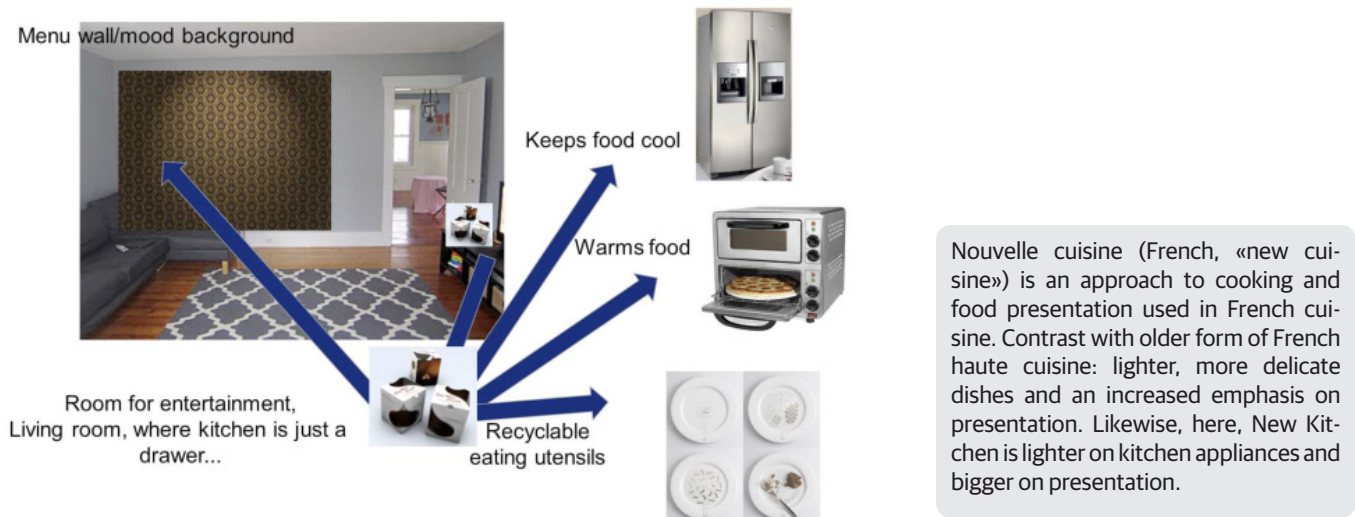 Menu wall/mood background
Keeps food cool
Warms food
Room for entertainment,
Living room, where kitchen is just a
drawer...
Recyclable
eating utensils
Nouvelle cuisine (French, «new cui-
sine») is an approach to cooking and
food presentation used in French cui-
sine. Contrast with older form of French
haute cuisine: lighter, more delicate
dishes and an increased emphasis on
presentation. Likewise, here, New Kit-
chen is lighter on kitchen appliances and
bigger on presentation.